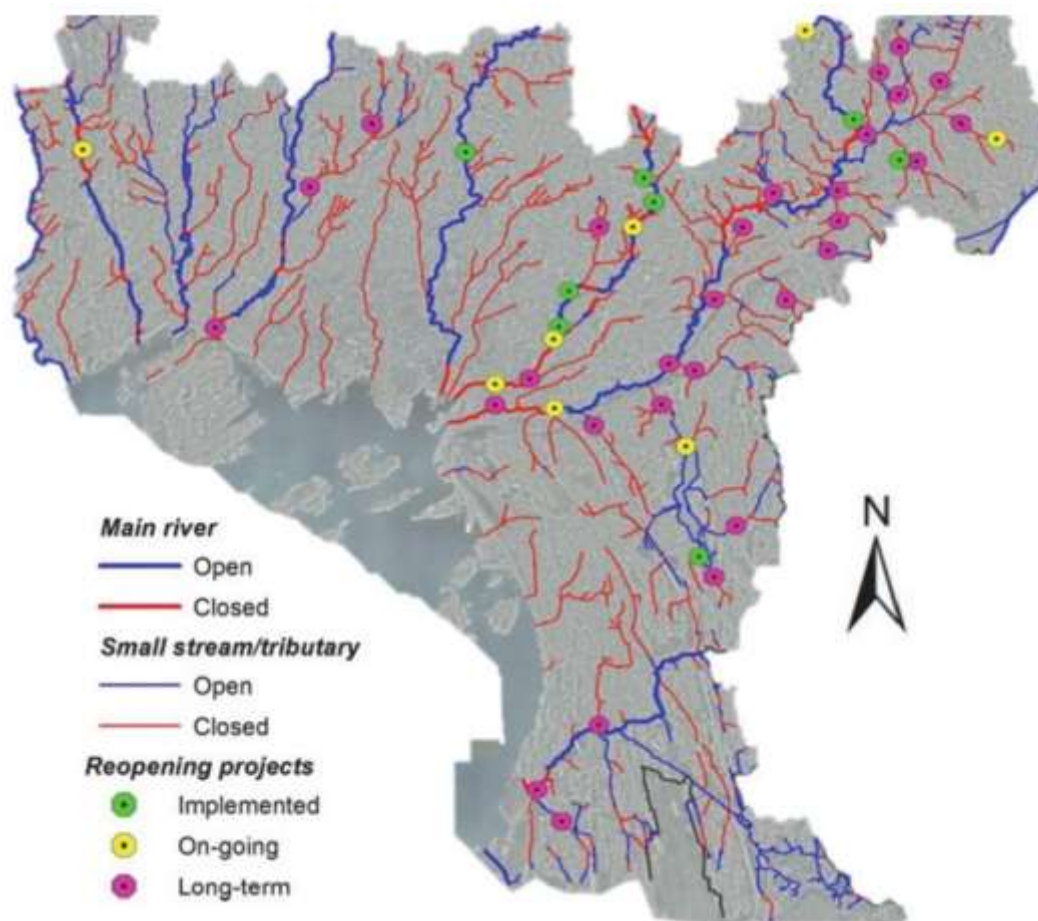 N
Main river
Open
Closed
Small stream/tributary
Open
Closed
Reopening projects
Implemented
On-going
Long-term